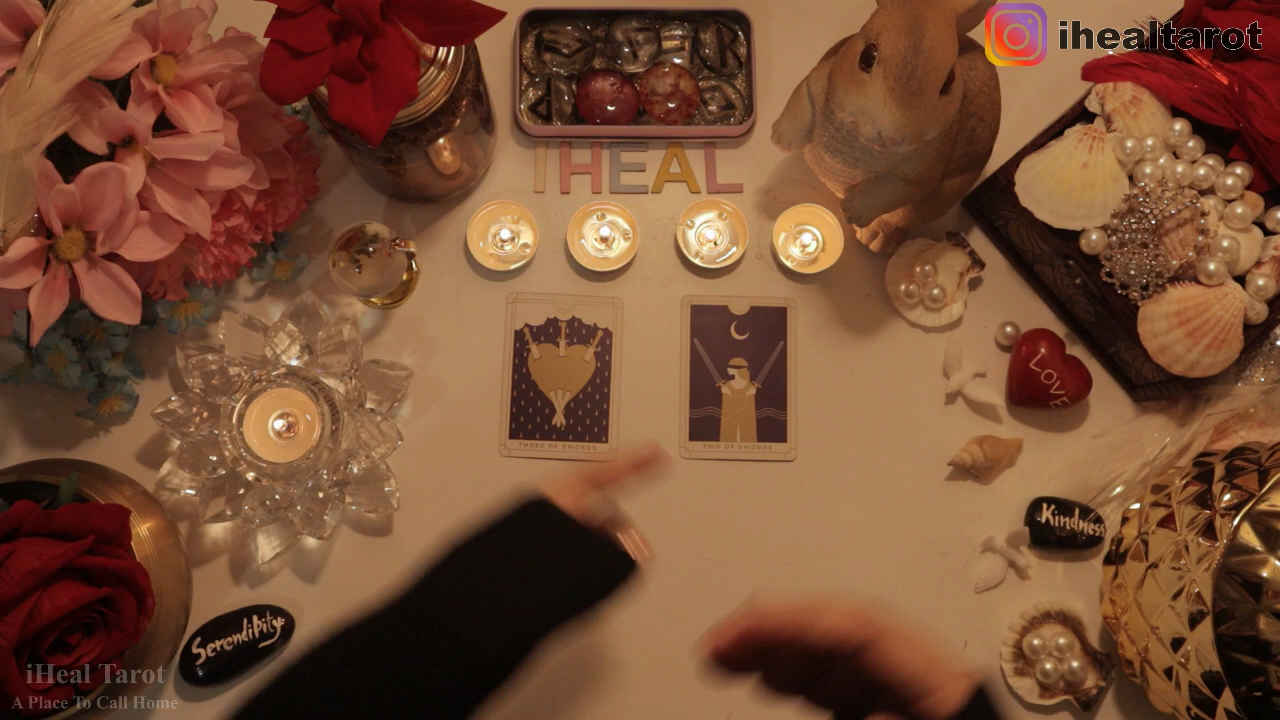 ihealtarot
IHEAL
THREE OF SWORDS
TWO OF SWORDS
LOVE
Kindness
Serendipity
iHeal Tarot
A Place To Call Home